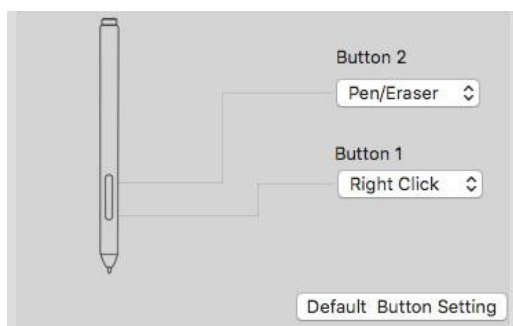 Button 2
Pen/Eraser
Button 1
Right Click
Default Button Setting